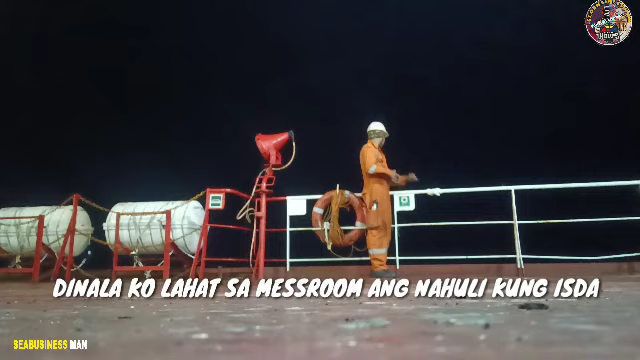 DINALA KO LAHAT SA MESSROOM ANG NAHULI KUNG ISDA
SEABUSINESS MAN